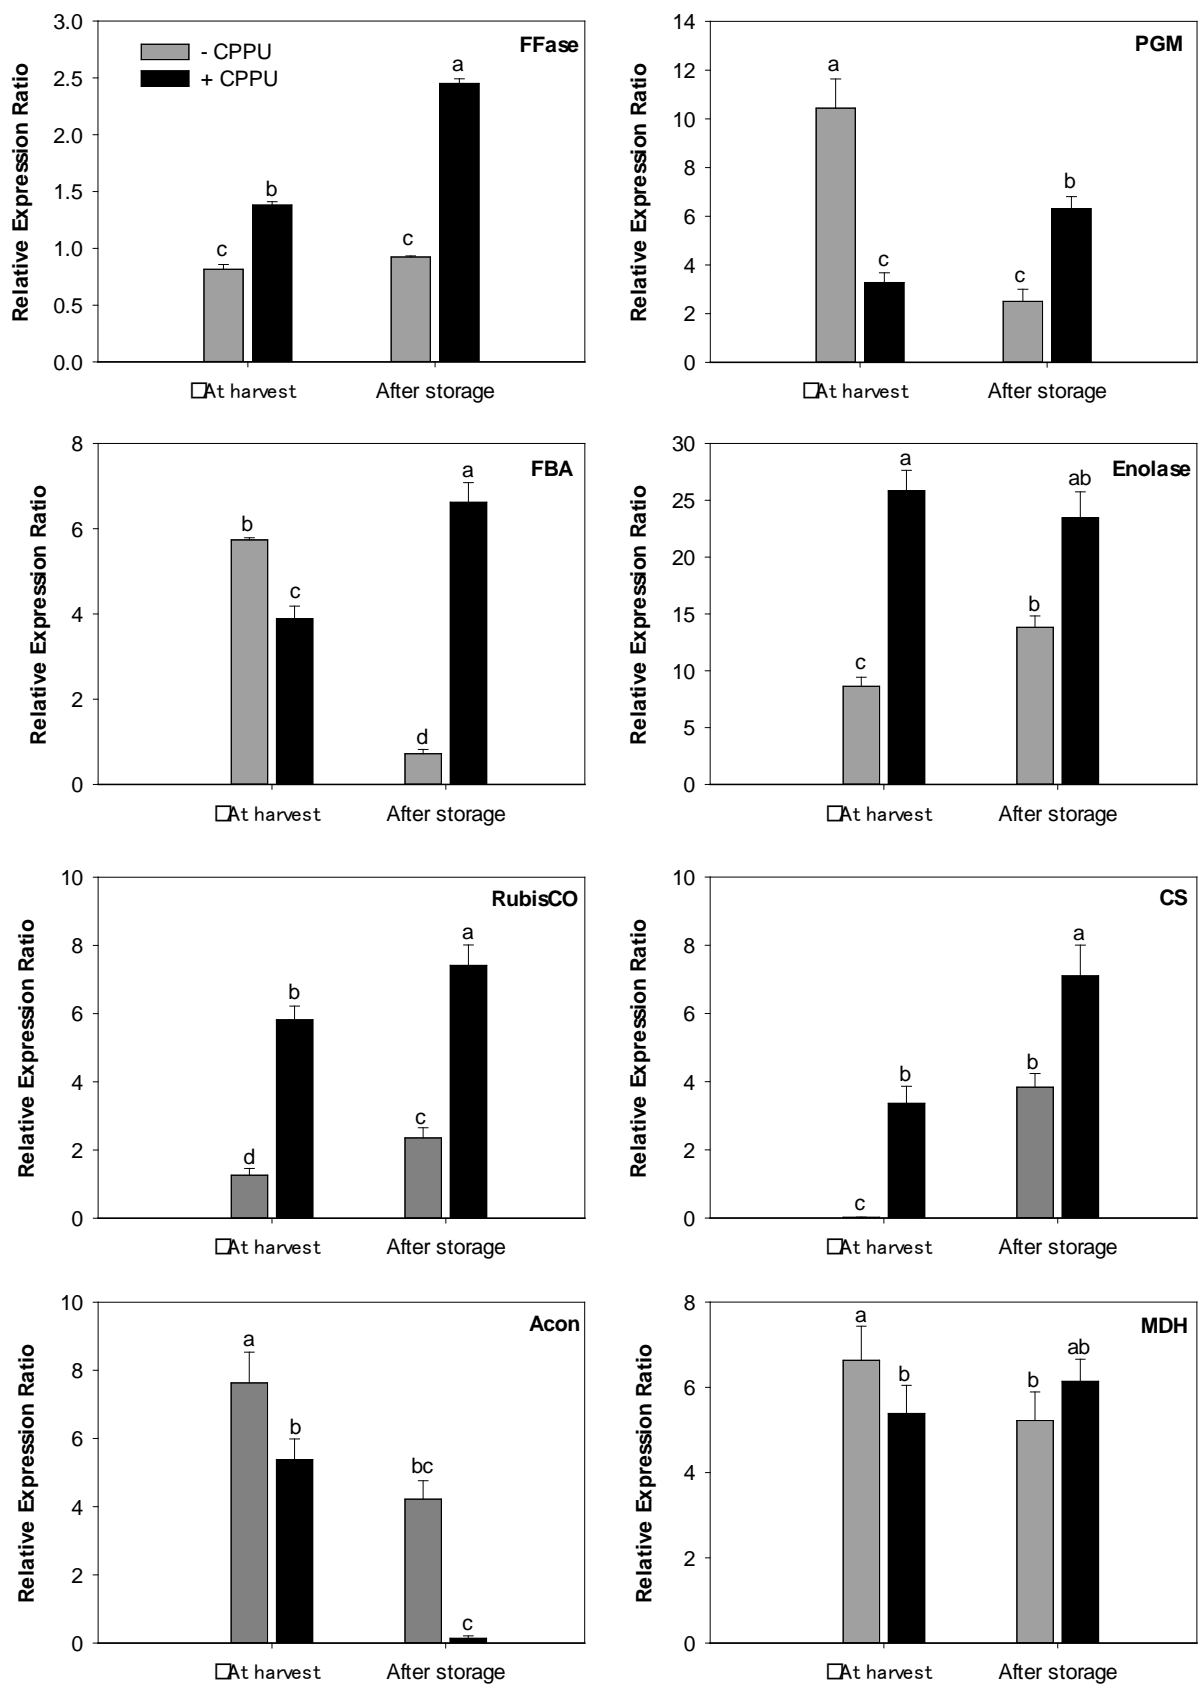 FFase
- CPPU
+ CPPU
Relative Expression Ratio
3.0
2.5
2.0
1.5
1.0
0.5
0.0
c
b
c
a
□At harvest
After storage
PGM
Relative Expression Ratio
14
12
10
8
6
4
2
0
a
c
c
b
□At harvest
After storage
FBA
Relative Expression Ratio
8
6
4
2
0
b
c
d
a
□At harvest
After storage
Enolase
Relative Expression Ratio
30
25
20
15
10
5
0
c
a
b
ab
□At harvest
After storage
RubisCO
Relative Expression Ratio
10
8
6
4
2
0
d
b
c
a
□At harvest
After storage
CS
Relative Expression Ratio
10
8
6
4
2
0
c
b
b
a
□At harvest
After storage
Acon
Relative Expression Ratio
10
8
6
4
2
0
a
b
bc
c
□At harvest
After storage
MDH
Relative Expression Ratio
8
6
4
2
0
a
b
b
ab
□At harvest
After storage